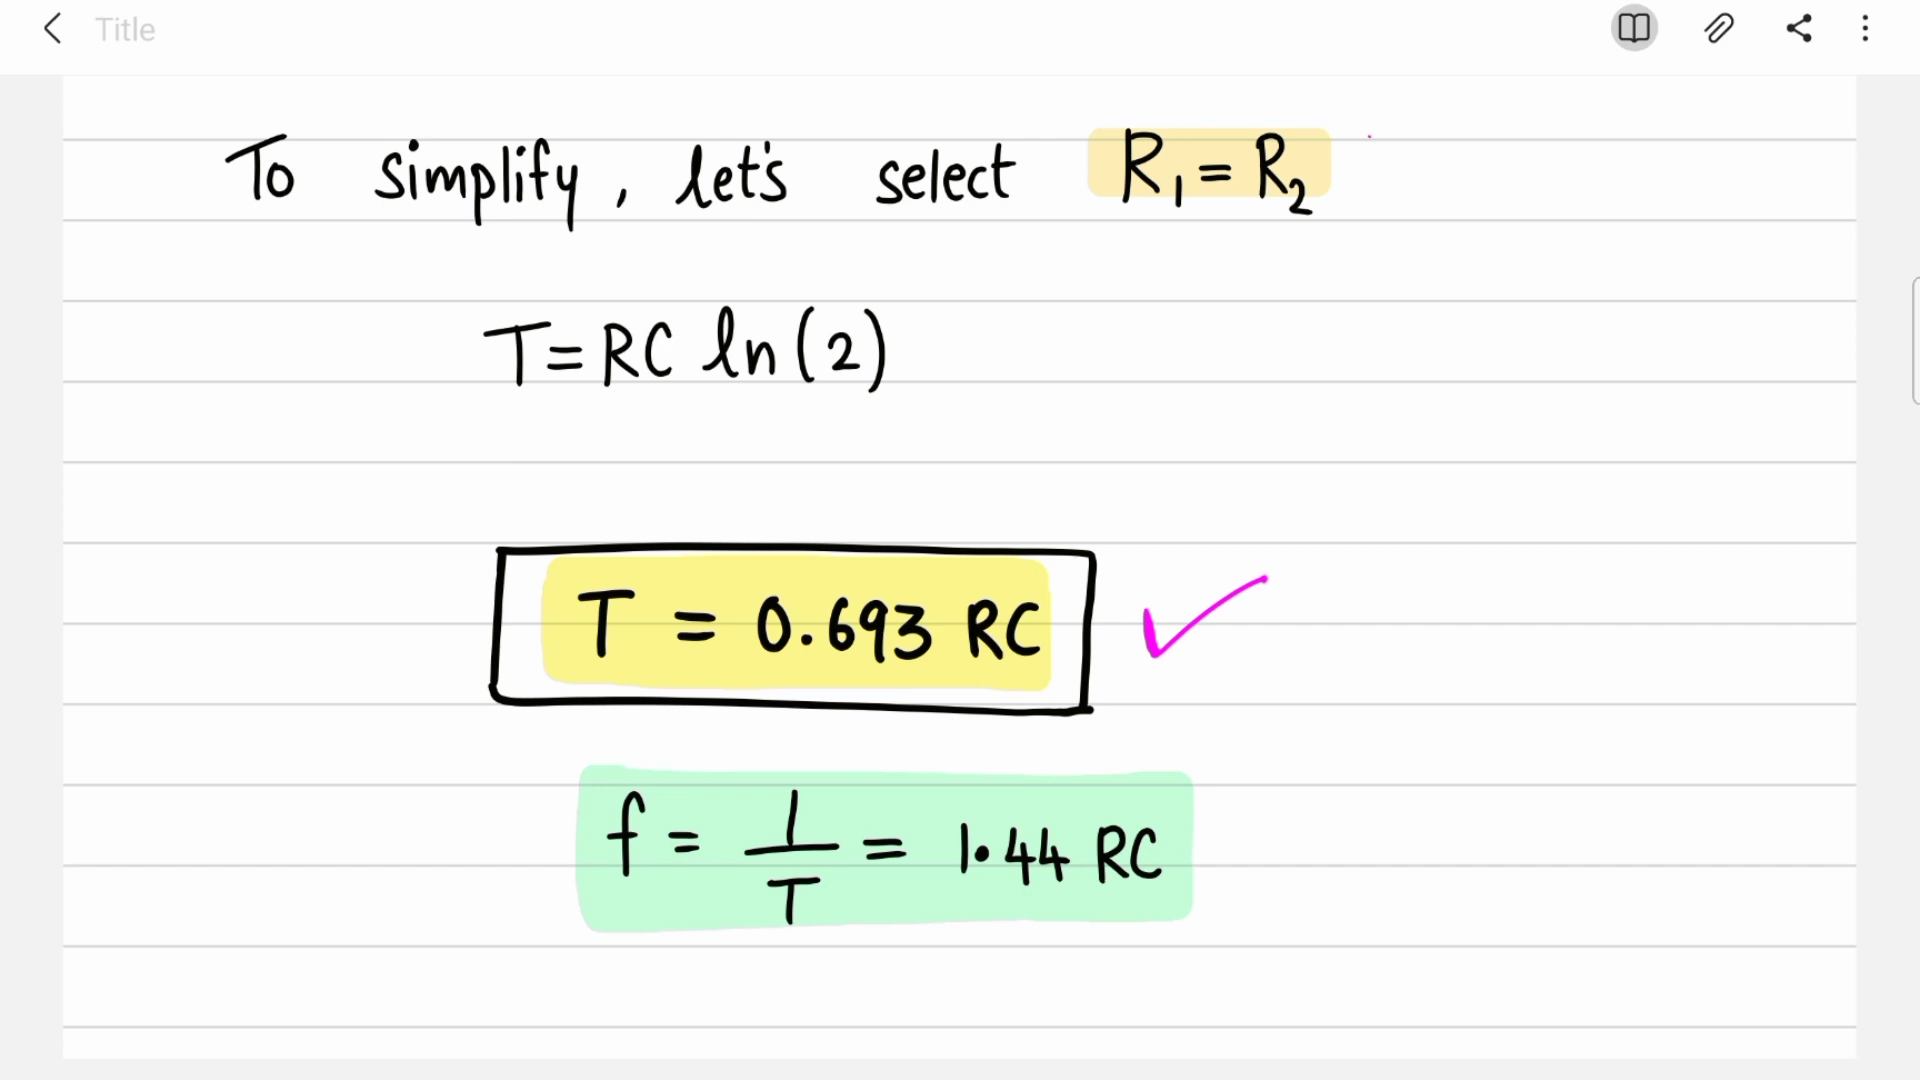 Title
To simplify, let's select R₁ = R₂
T = RC ln(2)
T = 0.693 RC
f = 1/T = 1.44 RC